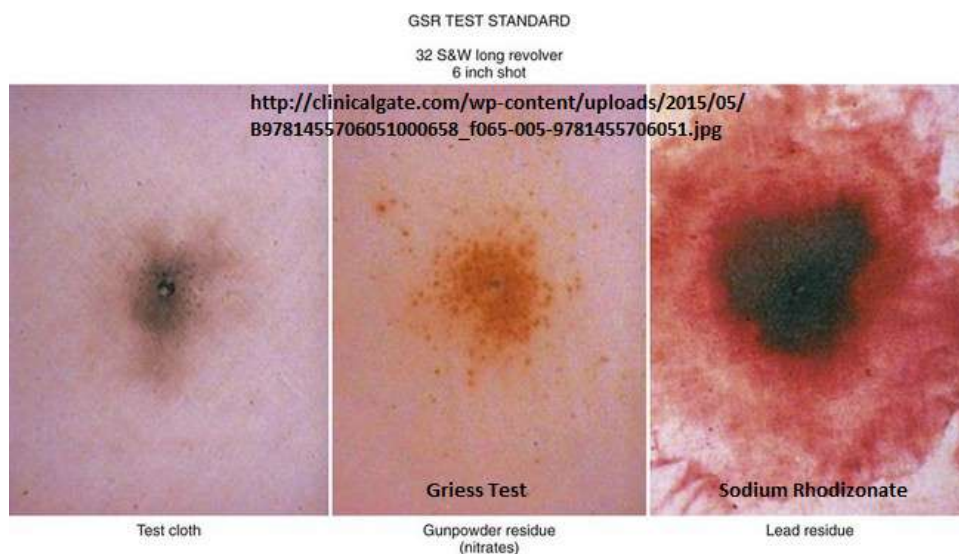 GSR TEST STANDARD
32 S&W long revolver
6 inch shot
http://clinicalgate.com/wp-content/uploads/2015/05/
B9781455706051000658_f065-005-9781455706051.jpg
Griess Test
Sodium Rhodizonate
Test cloth
Gunpowder residue
(nitrates)
Lead residue